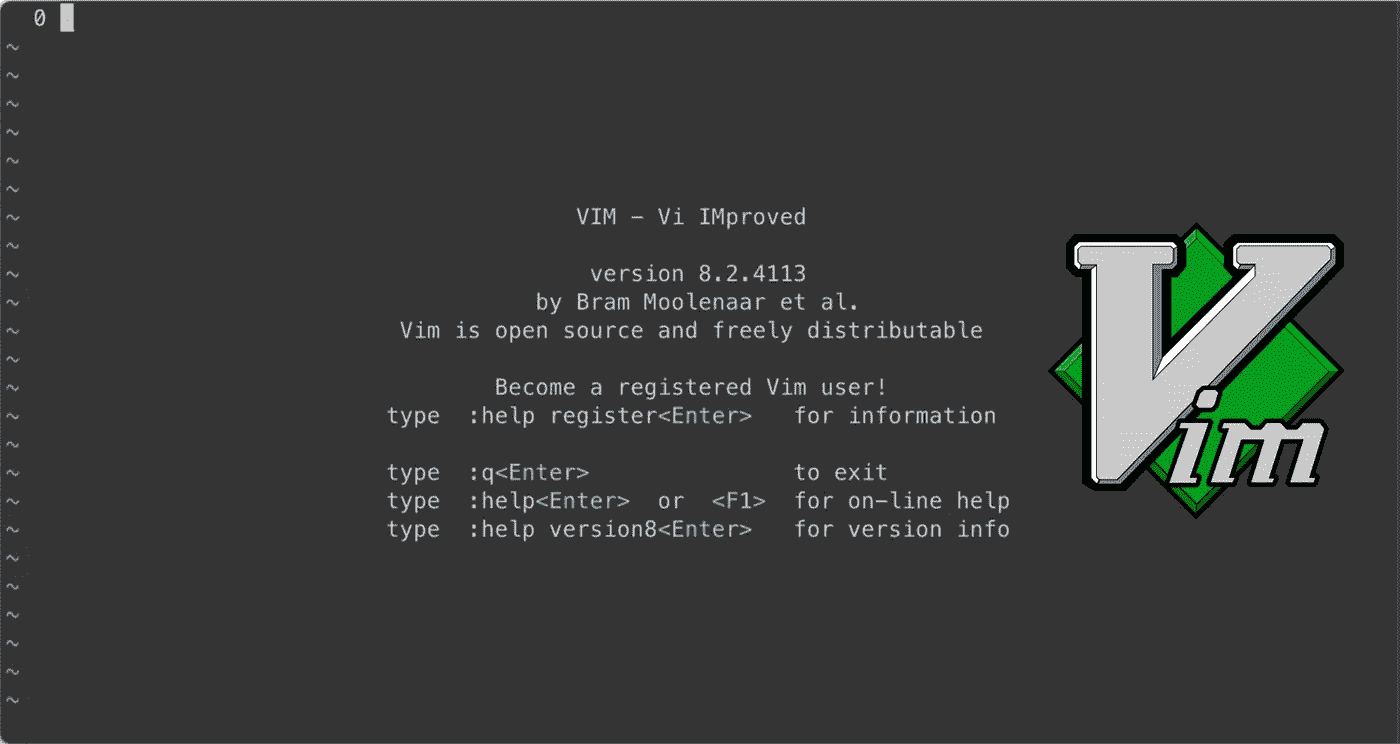 0
~
~
~
~
~
~
~ VIM - Vi IMproved
~
~ version 8.2.4113
~ by Bram Moolenaar et al.
~ Vim is open source and freely distributable
~
~ Become a registered Vim user!
~ type :help register<Enter> for information
~
~ type :q<Enter> to exit
~ type :help<Enter> or <F1> for on-line help
~ type :help version8<Enter> for version info
~
~
~
~
~
~
Vim